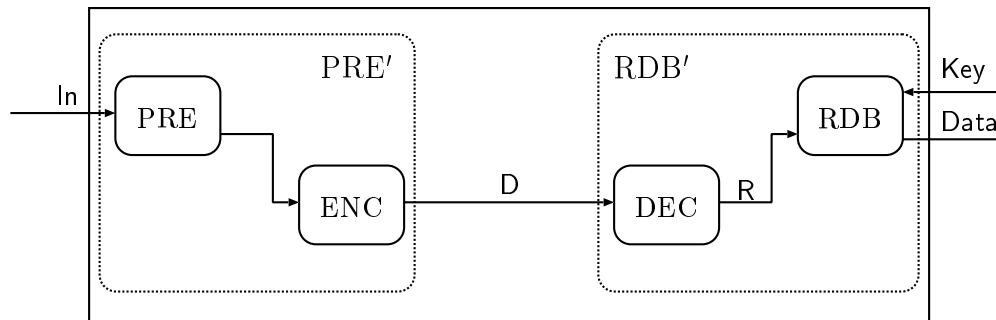 PRE′
RDB′
Key
In
PRE
RDB
Data
D
R
ENC
DEC